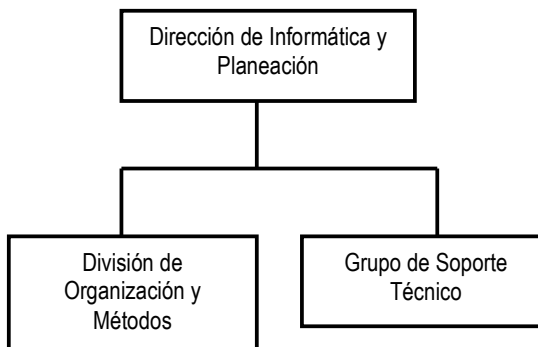 Dirección de Informática y
Planeación
División de
Organización y
Métodos
Grupo de Soporte
Técnico